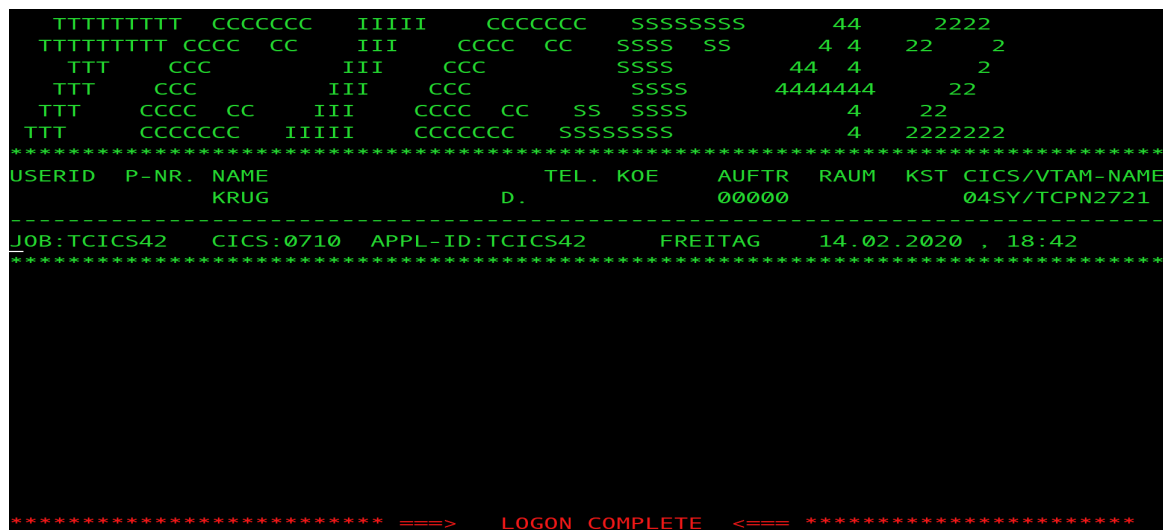 TTTTTTTTT  CCCCCCC   IIIII    CCCCCCC   SSSSSSSS      44     2222
TTTTTTTTT CCCC  CC    III    CCCC  CC   SSSS  SS      4 4   22    2
TTT    CCC         III    CCC         SSSS        44  4        2
TTT    CCC         III    CCC           SSSS      4444444     22
TTT    CCCC  CC    III    CCCC  CC   SS  SSSS           4    22
TTT     CCCCCCC   IIIII    CCCCCCC   SSSSSSSS            4   2222222
********************************************************************************
USERID  P-NR. NAME                   TEL. KOE    AUFTR  RAUM  KST CICS/VTAM-NAME
KRUG                D.             00000            04SY/TCPN2721
--------------------------------------------------------------------------------
JOB:TCICS42   CICS:0710  APPL-ID:TCICS42     FREITAG    14.02.2020 , 18:42
********************************************************************************
************************** ===>   LOGON COMPLETE  <=== ***********************